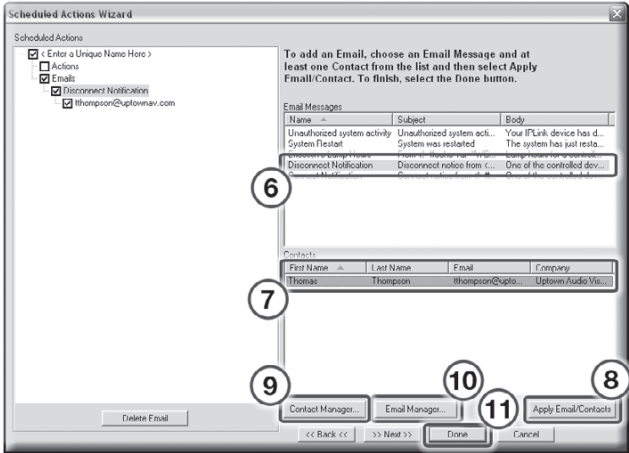 Scheduled Actions Wizard
Scheduled Actions
< Enter a Unique Name Here >
Actions
Emails
Disconnect Notification
tthompson@uptownav.com
Delete Email
To add an Email, choose an Email Message and at
least one Contact from the list and then select Apply
Email/Contact. To finish, select the Done button.
Email Messages
Name Subject Body
Unauthorized system activity Unauthorized system acti... Your IPLink device has d...
System Restart System was restarted The system has just resta...
Disconnect Notification Disconnect notice from <... One of the controlled dev...
6
Contacts
First Name Last Name Email Company
Thomas Thompson tthompson@upto... Uptown Audio Vis...
7
9
10
11
8
Contact Manager... Email Manager... Apply Email/Contacts
<< Back << >> Next >> Done Cancel